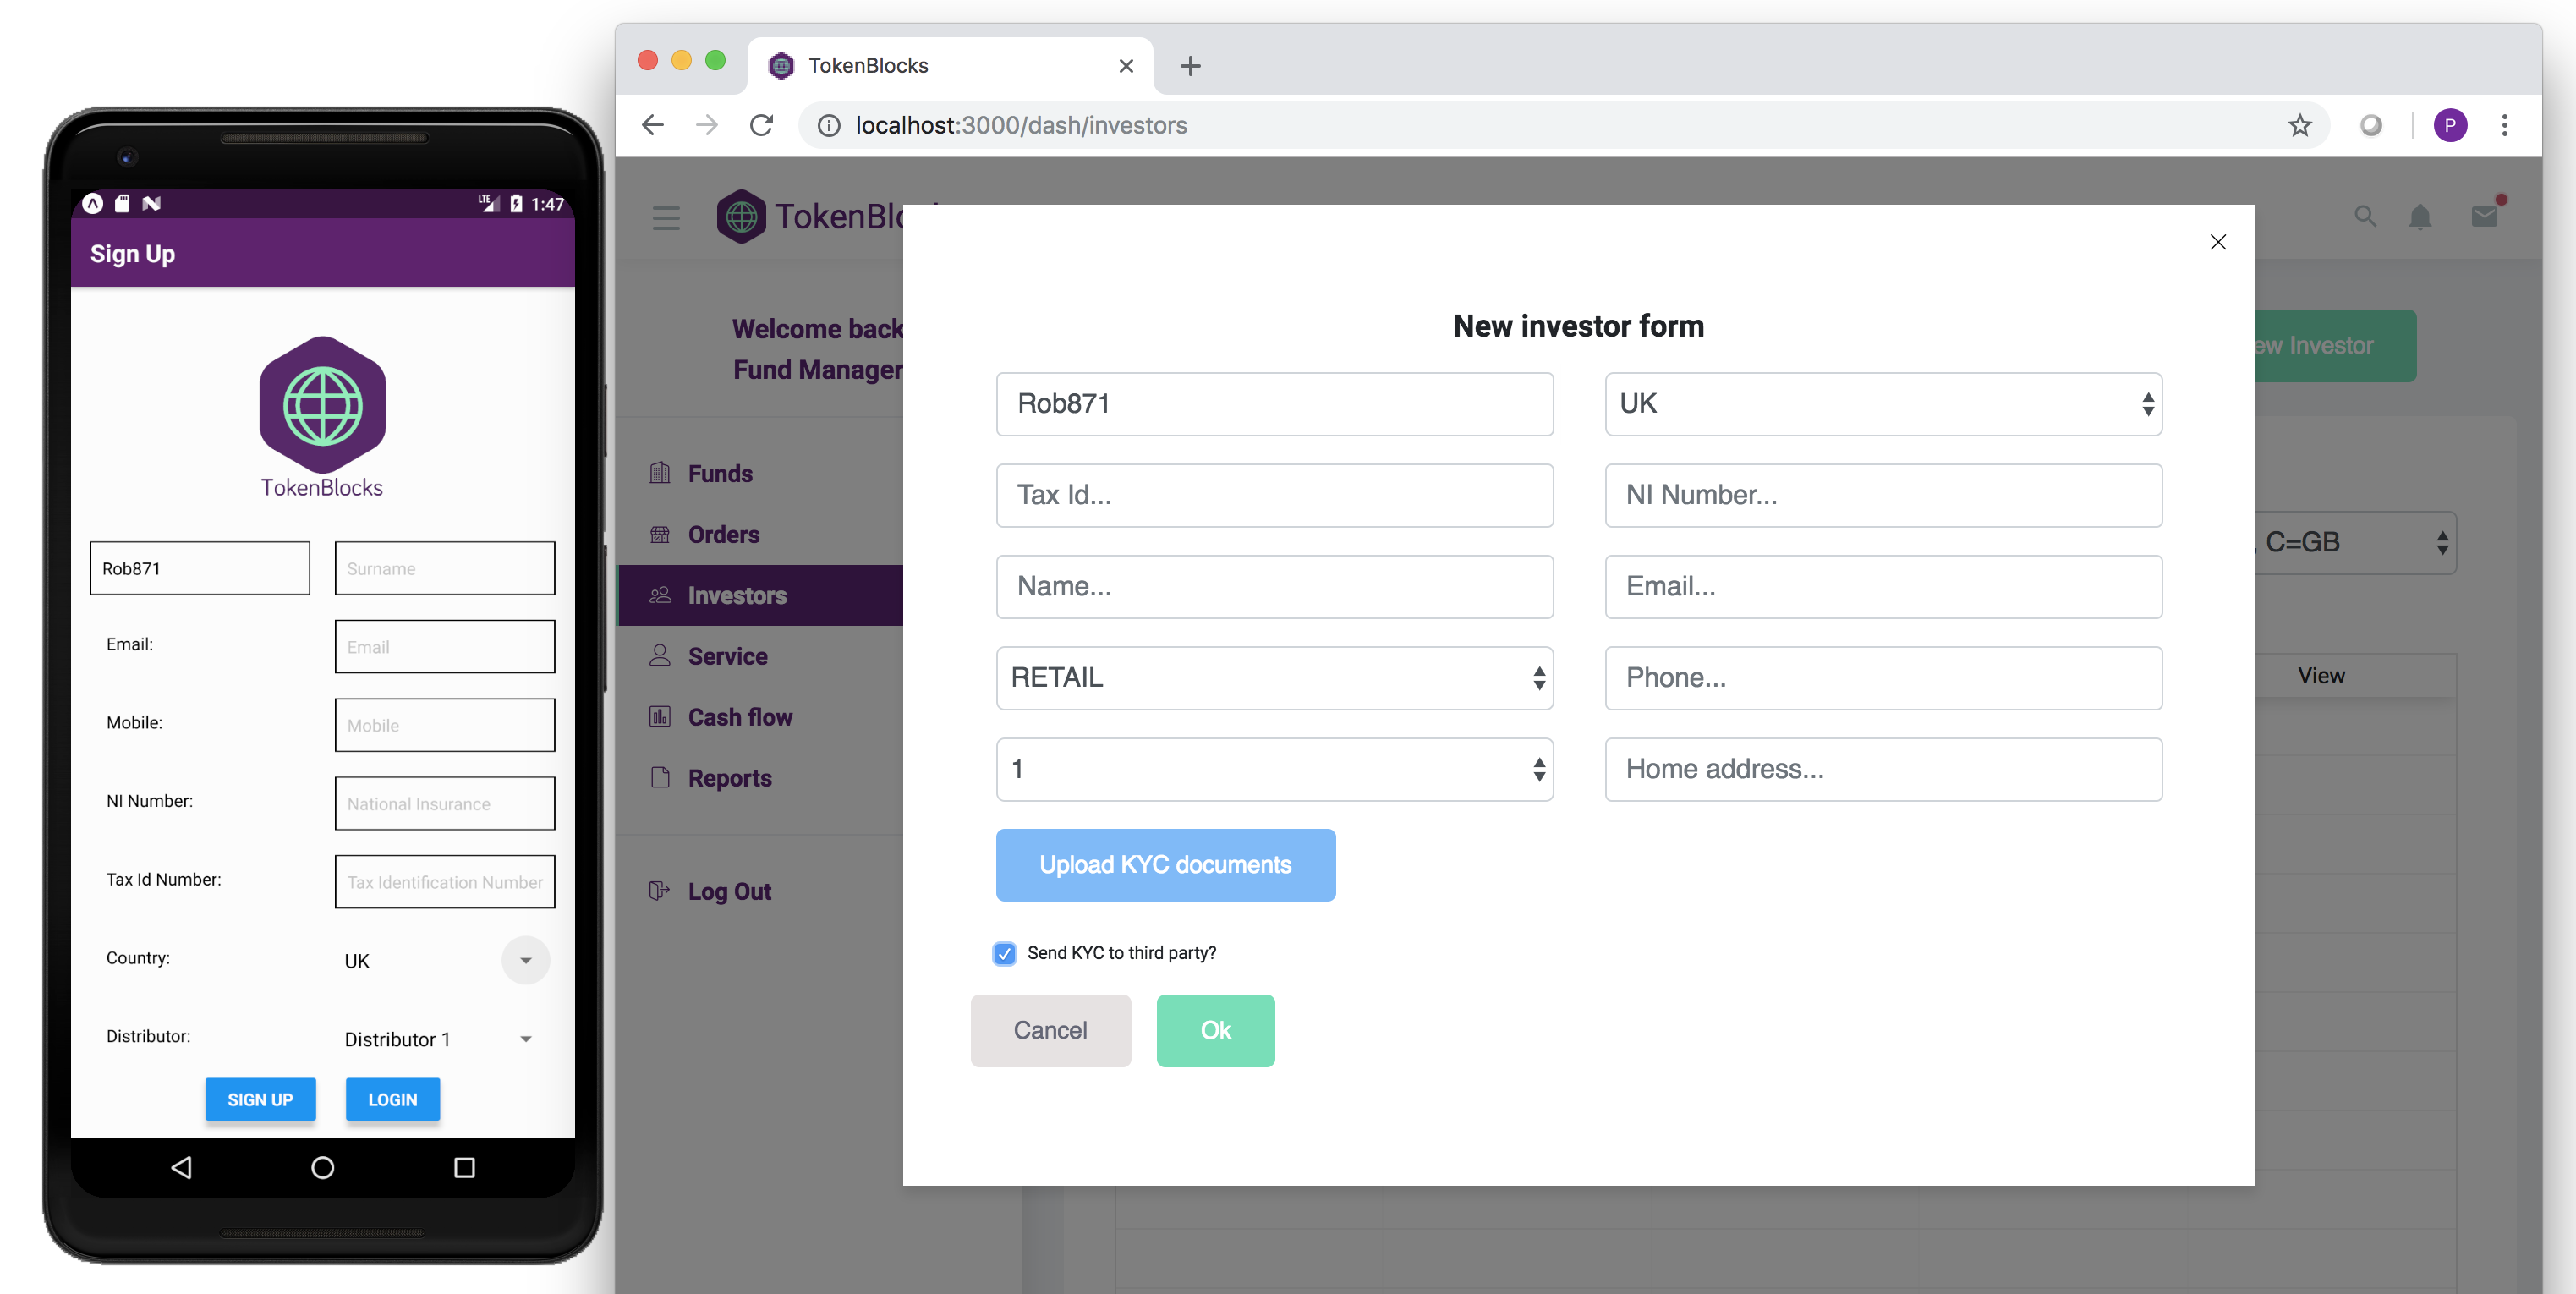 LTE 1:47
Sign Up
TokenBlocks
Rob871 Surname
Email: Email
Mobile: Mobile
NI Number: National Insurance
Tax Id Number: Tax Identification Number
Country: UK
Distributor: Distributor 1
SIGN UP LOGIN
TokenBlocks
localhost:3000/dash/investors
P
TokenBlo
Welcome back
Fund Manager
Funds
Orders
Investors
Service
Cash flow
Reports
Log Out
New investor form
Rob871 UK
Tax Id... NI Number...
Name... Email...
RETAIL Phone...
1 Home address...
Upload KYC documents
Send KYC to third party?
Cancel Ok
ew Investor
C=GB
View